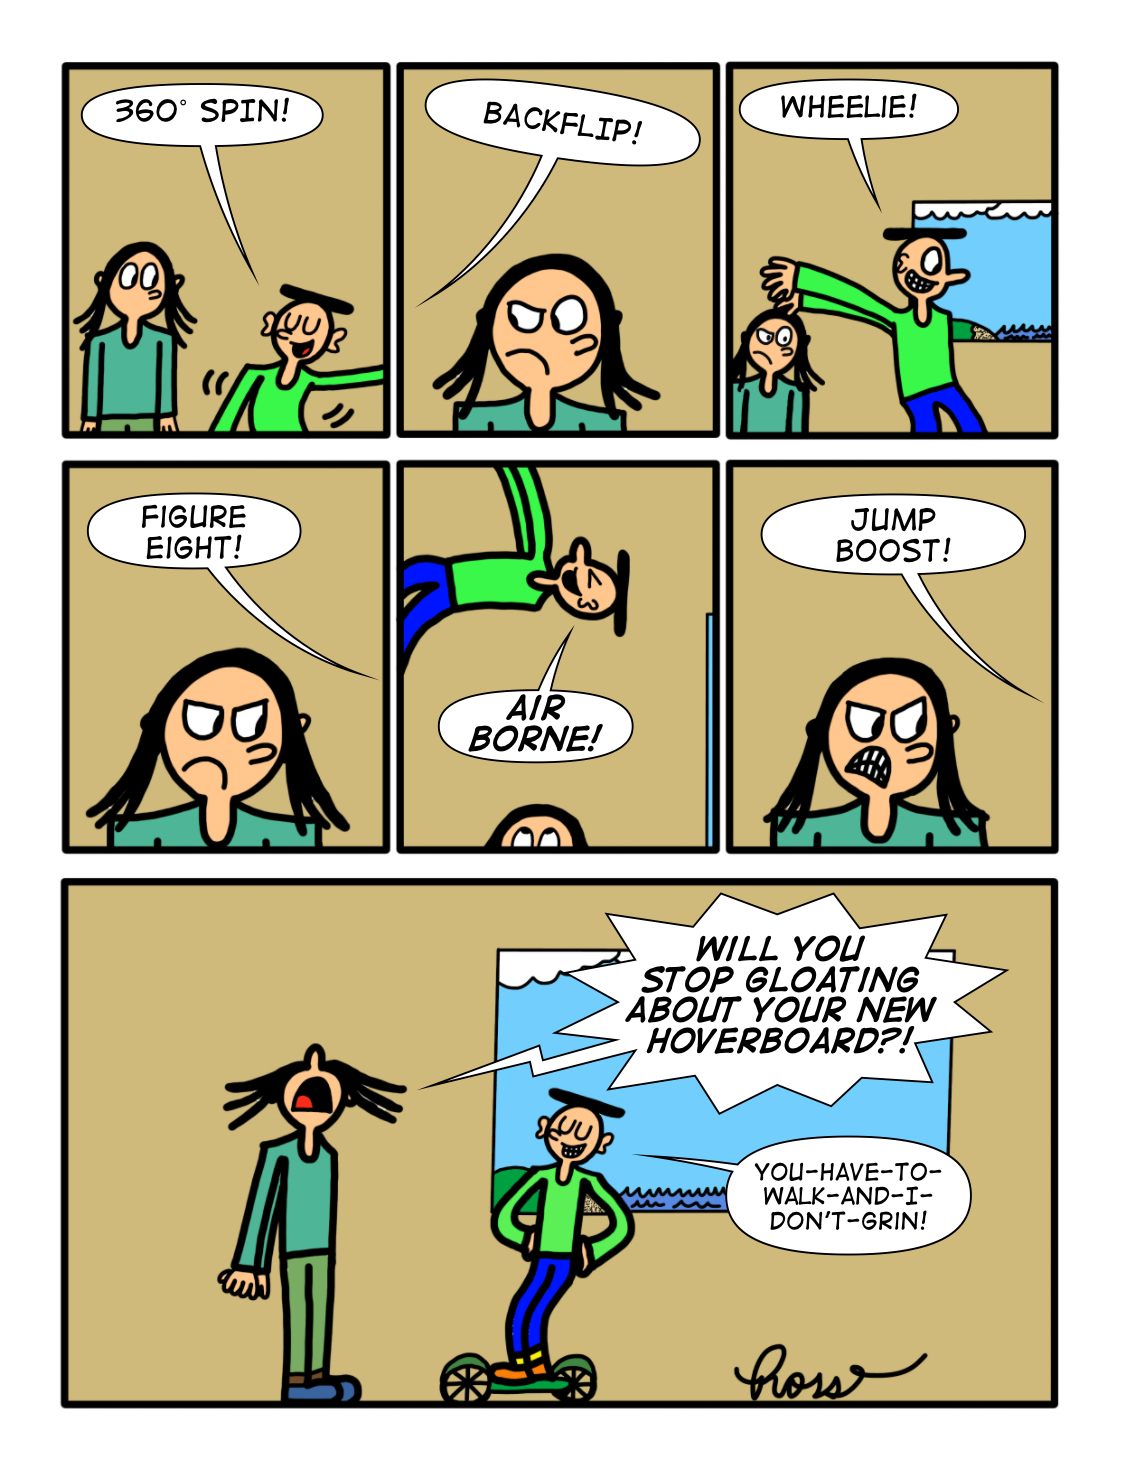 360° SPIN!
BACKFLIP!
WHEELIE!
FIGURE
EIGHT!
AIR
BORNE!
JUMP
BOOST!
WILL YOU
STOP GLOATING
ABOUT YOUR NEW
HOVERBOARD?!
YOU-HAVE-TO-
WALK-AND-I-
DON'T-GRIN!
Ross